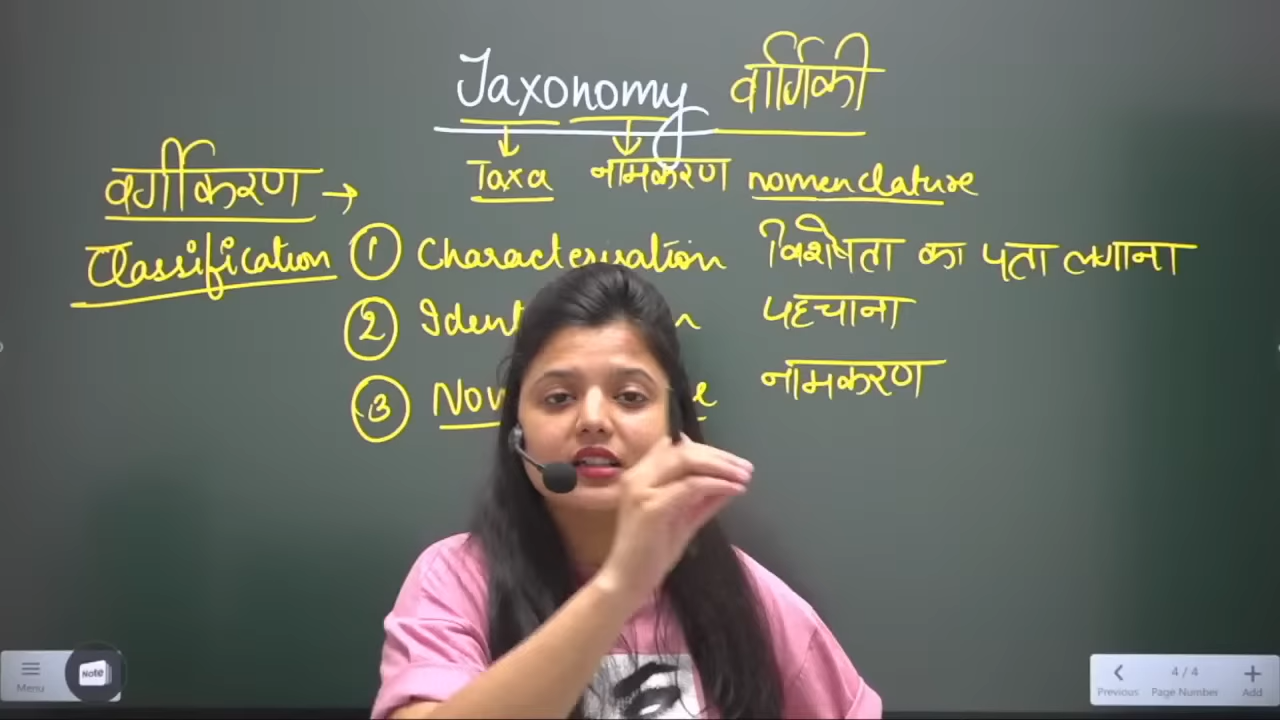 Taxonomy वार्गिकी
Taxa नामकरण nomenclature
वर्गीकरण →
Classification
① Characterisation विशेषता का पता लगाना
② पहचाना
③ नामकरण
Note
Menu
4 / 4
Previous Page Number Add